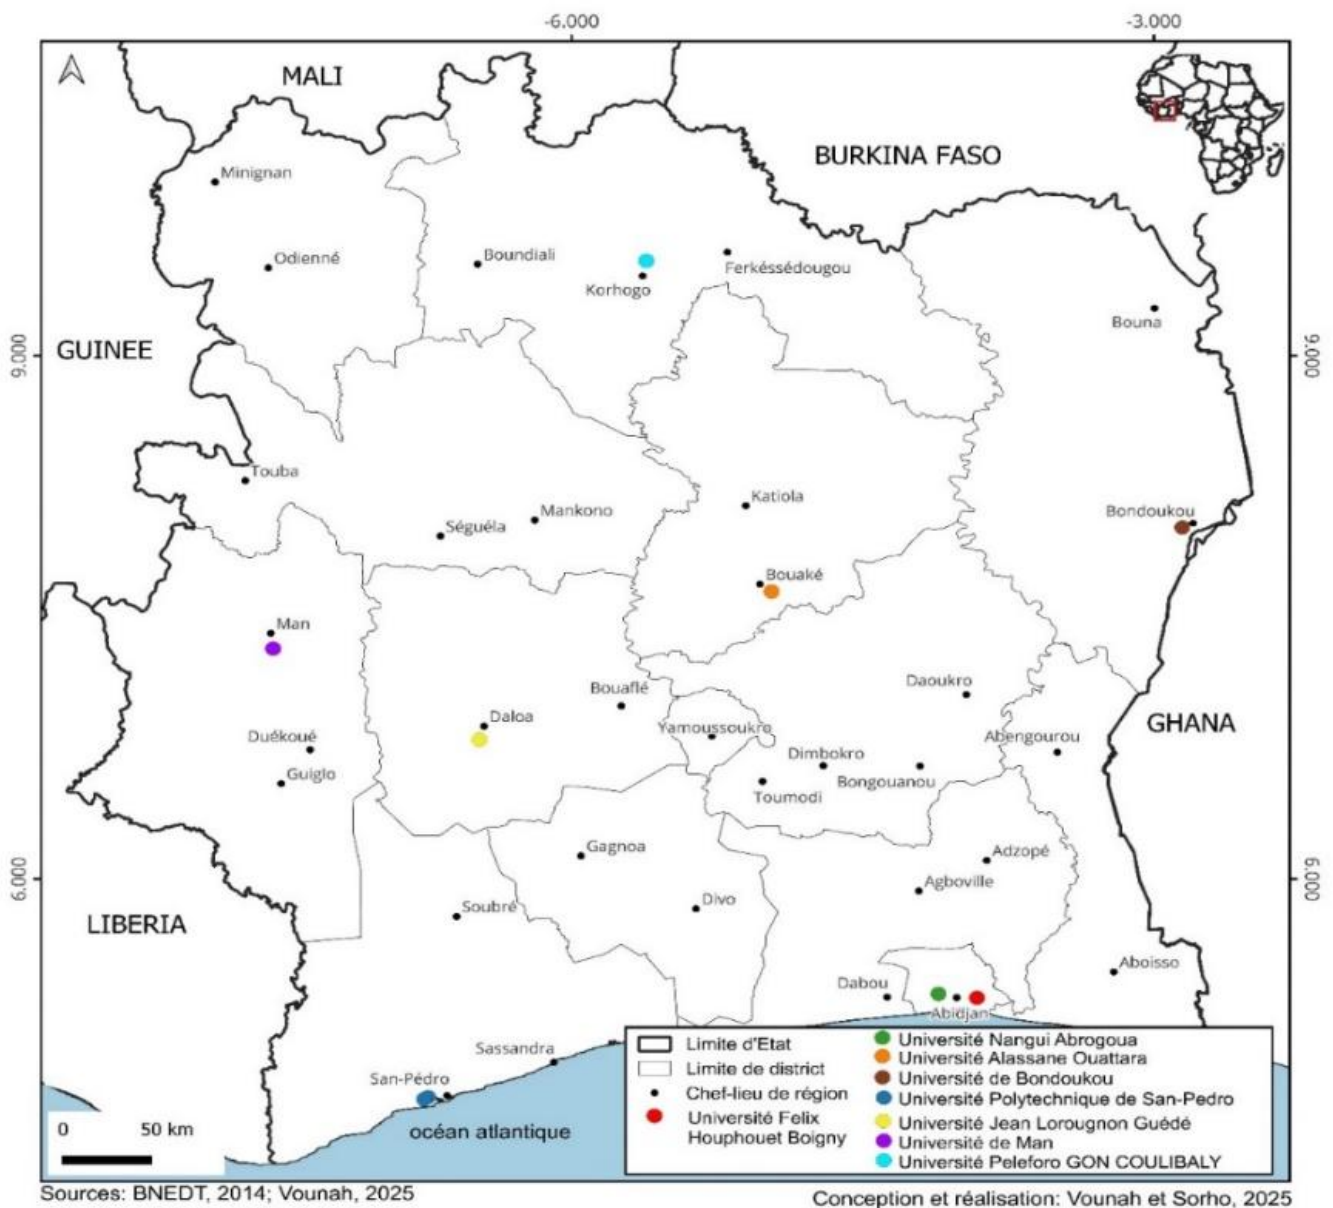 -6.000
-3.000
MALI
BURKINA FASO
Minignan
Odienné
Boundiali
Korhogo
Ferkéssédougou
Bouna
GUINEE
9.000
9.000
Touba
Séguéla
Mankono
Katiola
Bondoukou
Bouaké
Man
Daoukro
Bouaflé
Daloa
Yamoussoukro
Duékoué
Guiglo
Dimbokro
Toumodi
Bongouanou
Abengourou
GHANA
Gagnoa
Adzopé
Agboville
6.000
6.000
Divo
Soubré
LIBERIA
Aboisso
Dabou
Abidjan
Sassandra
San-Pédro
océan atlantique
0 50 km
Limite d'Etat
Limite de district
Chef-lieu de région
Université Felix
Houphouet Boigny
Université Nangui Abrogoua
Université Alassane Ouattara
Université de Bondoukou
Université Polytechnique de San-Pedro
Université Jean Lorougnon Guédé
Université de Man
Université Peleforo GON COULIBALY
Sources: BNEDT, 2014; Vounah, 2025
Conception et réalisation: Vounah et Sorho, 2025